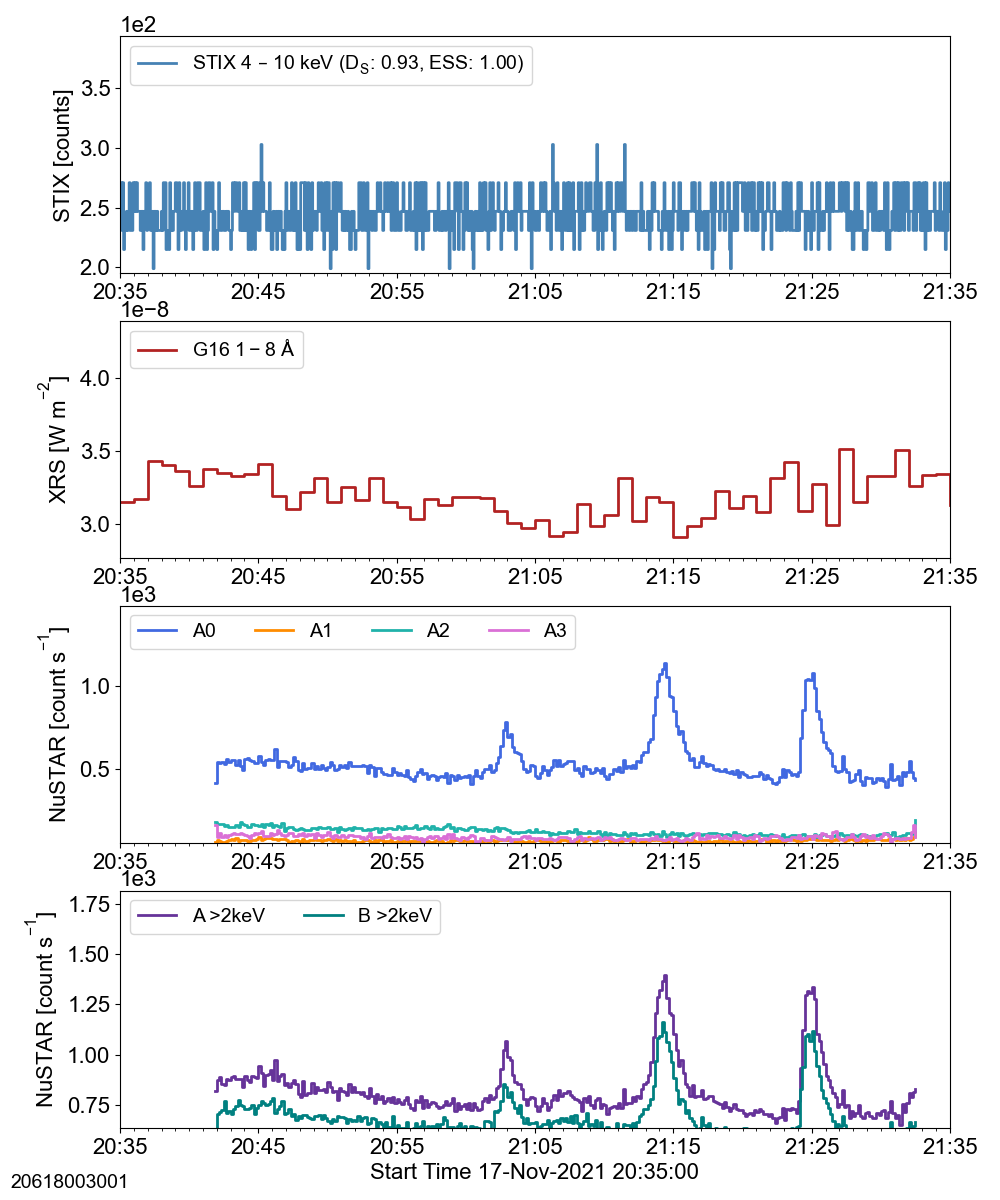 1e2
STIX 4 – 10 keV (DS: 0.93, ESS: 1.00)
STIX [counts]
3.5
3.0
2.5
2.0
20:35 20:45 20:55 21:05 21:15 21:25 21:35
1e−8
G16 1 – 8 Å
XRS [W m−2]
4.0
3.5
3.0
20:35 20:45 20:55 21:05 21:15 21:25 21:35
1e3
A0 A1 A2 A3
NuSTAR [count s−1]
1.0
0.5
20:35 20:45 20:55 21:05 21:15 21:25 21:35
1e3
A >2keV B >2keV
NuSTAR [count s−1]
1.75
1.50
1.25
1.00
0.75
20:35 20:45 20:55 21:05 21:15 21:25 21:35
Start Time 17-Nov-2021 20:35:00
20618003001